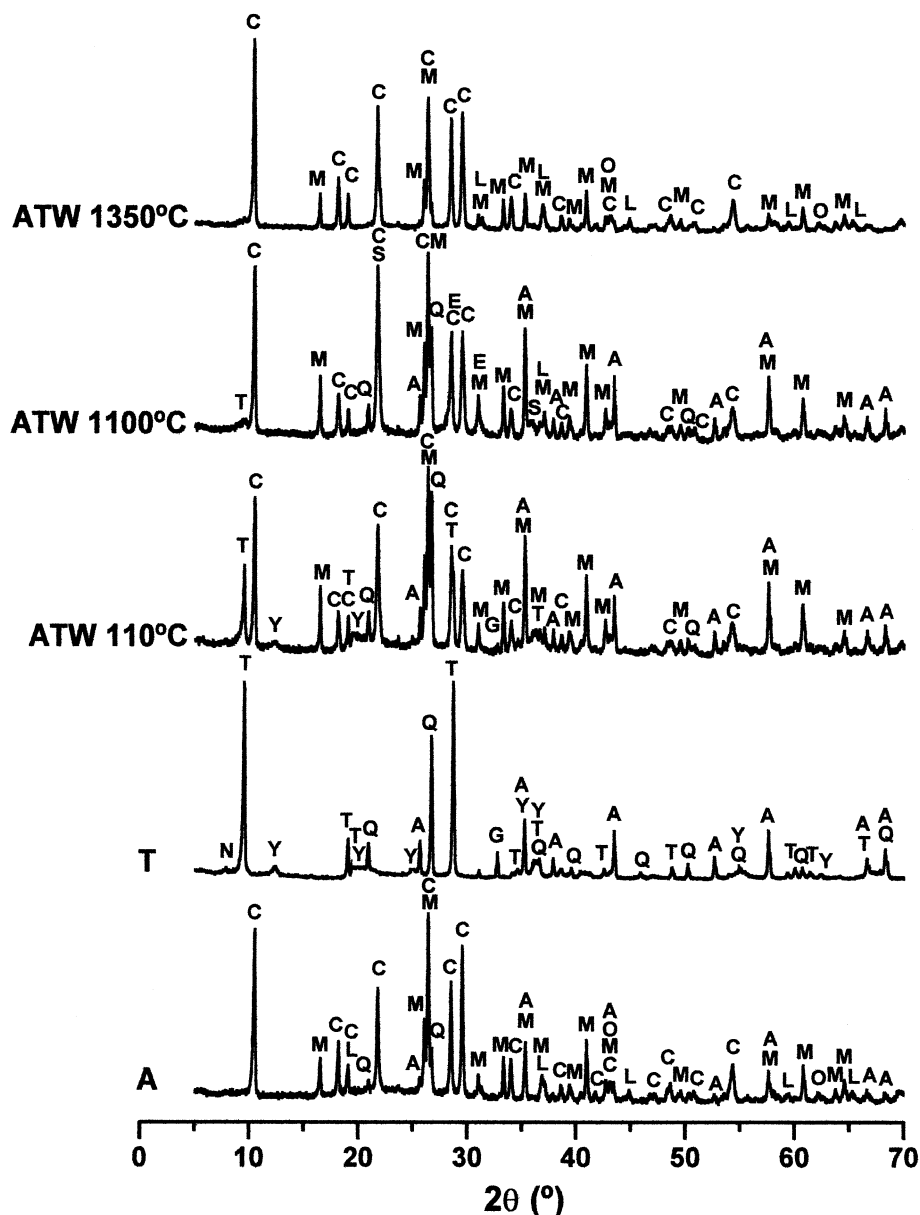 C
C
C M C C
M C C M L M C M L M C M M O M C L C M C C M L M O M L
ATW 1350ºC
C C S C M
T M C C Q A M Q E C C E M M C A M S L M A C M M M A C M Q C A C A M M M A A
ATW 1100ºC
C T Y M C T C Y Q C A C M Q C T C M G M C A M M T A C M M M A C M Q A C A M M M A A
ATW 110ºC
N T Y T T Y Q Y A Q T G T A Y Y T Q A Q T A Q T Q A Y Q A T Q T Y A T A Q
T
C M C C L Q C A M C M Q C C M M C A M M L C M M C A O M C L C C M C A C A M L M O M M L A A
A
0 10 20 30 40 50 60 70
2θ (º)